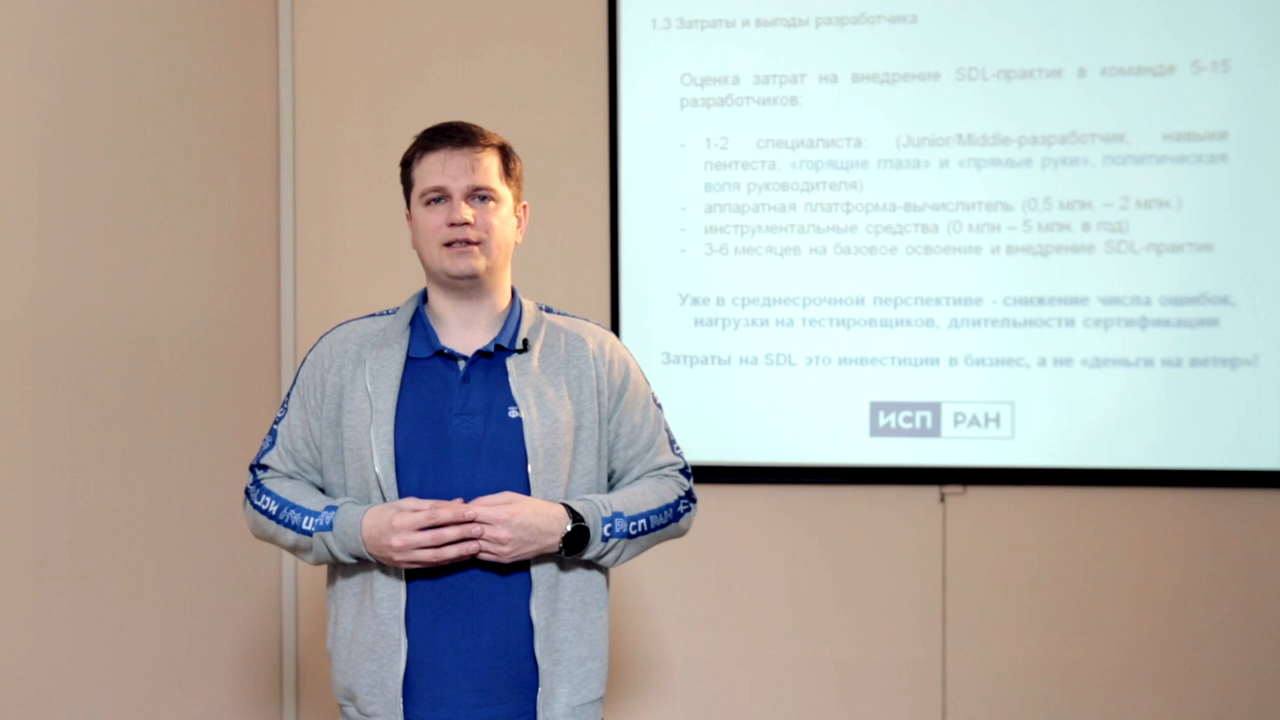 1.3 Затраты и выгоды разработчика
Оценка затрат на внедрение SDL-практик в команде 5-15
разработчиков:
- 1-2 специалиста: (Junior/Middle-разработчик, навыки
пентеста, «горящие глаза» и «прямые руки», политическая
воля руководителя)
- аппаратная платформа-вычислитель (0,5 млн. – 2 млн.)
- инструментальные средства (0 млн – 5 млн. в год)
- 3-6 месяцев на базовое освоение и внедрение SDL-практик
Уже в среднесрочной перспективе - снижение числа ошибок,
нагрузки на тестировщиков, длительности сертификации
Затраты на SDL это инвестиции в бизнес, а не «деньги на ветер»!
ИСП РАН
ИСП
СП РАН